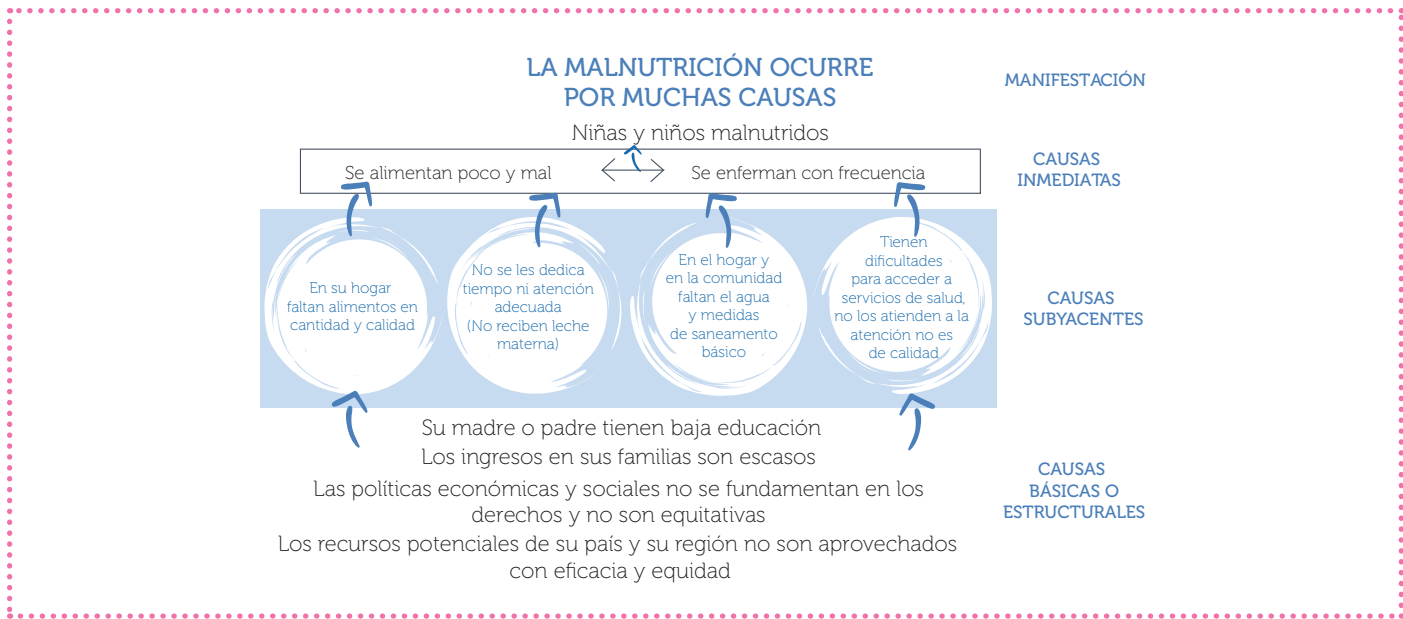 LA MALNUTRICIÓN OCURRE
POR MUCHAS CAUSAS
MANIFESTACIÓN
Niñas y niños malnutridos
Se alimentan poco y mal
Se enferman con frecuencia
CAUSAS
INMEDIATAS
En su hogar
faltan alimentos en
cantidad y calidad
No se les dedica
tiempo ni atención
adecuada
(No reciben leche
materna)
En el hogar y
en la comunidad
faltan el agua
y medidas
de saneamento
básico
Tienen
dificultades
para acceder a
servicios de salud,
no los atienden a la
atención no es
de calidad
CAUSAS
SUBYACENTES
Su madre o padre tienen baja educación
Los ingresos en sus familias son escasos
Las políticas económicas y sociales no se fundamentan en los
derechos y no son equitativas
Los recursos potenciales de su país y su región no son aprovechados
con eficacia y equidad
CAUSAS
BÁSICAS O
ESTRUCTURALES